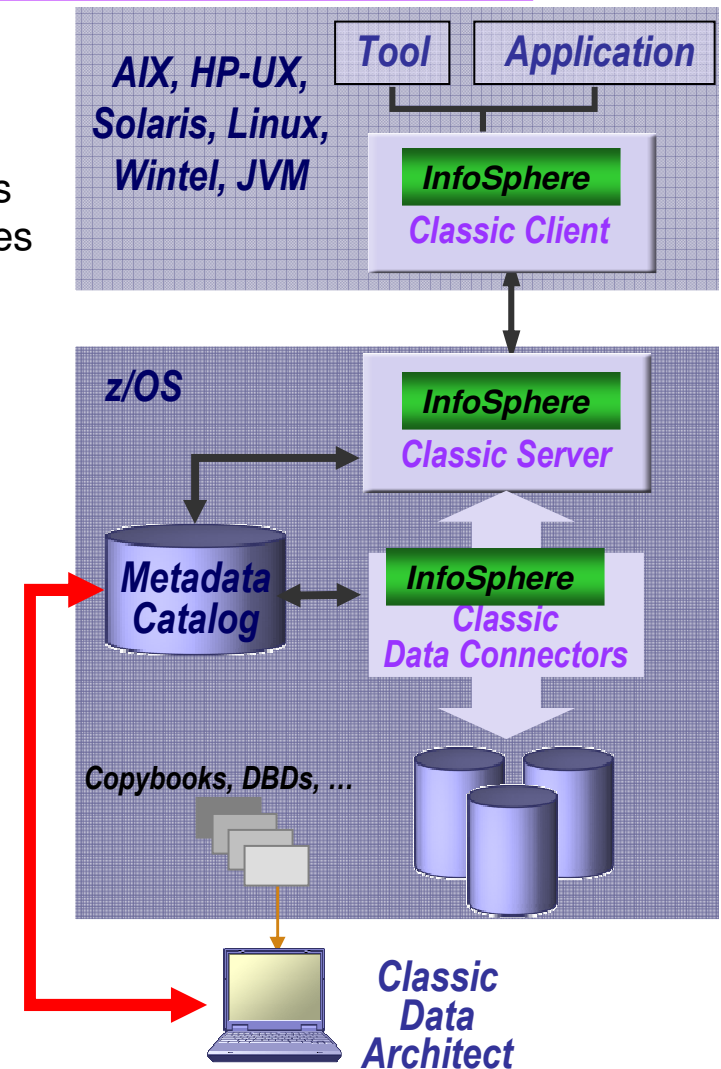 Tool
Application
AIX, HP-UX,
Solaris, Linux,
Wintel, JVM
InfoSphere
Classic Client
s
es
z/OS
InfoSphere
Classic Server
Metadata
Catalog
InfoSphere
Classic
Data Connectors
Copybooks, DBDs, …
Classic
Data
Architect